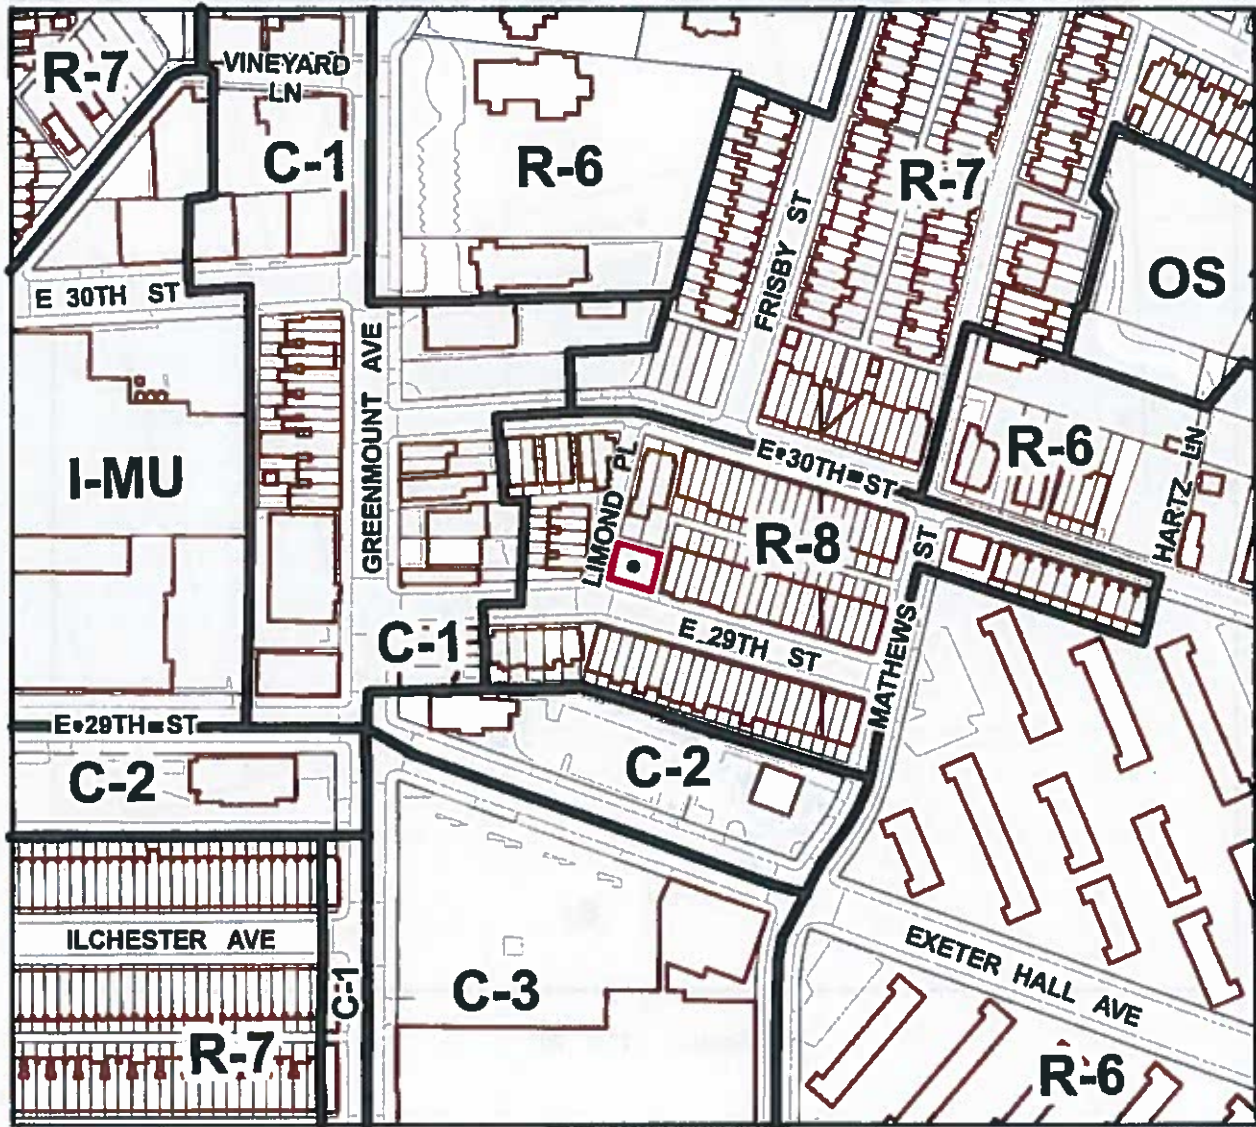 R-7
VINEYARD
LN
C-1
R-6
R-7
FRISBY ST
OS
E 30TH ST
GREENMOUNT AVE
I-MU
E 30TH ST
R-6
HARTZ LN
LIMOND PL
R-8
MATHEWS ST
C-1
E 29TH ST
E 29TH ST
C-2
C-2
ILCHESTER AVE
C-1
C-3
EXETER HALL AVE
R-7
R-6